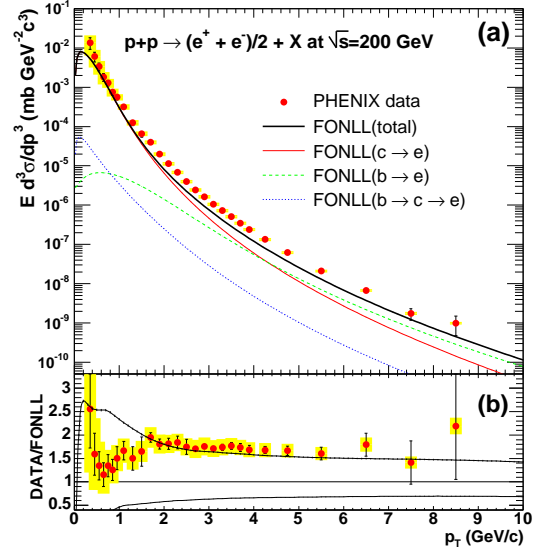 p+p → (e⁺ + e⁻)/2 + X at √s=200 GeV
(a)
PHENIX data
FONLL(total)
FONLL(c → e)
FONLL(b → e)
FONLL(b → c → e)
E d³σ/dp³ (mb GeV⁻²c³)
10⁻¹
10⁻²
10⁻³
10⁻⁴
10⁻⁵
10⁻⁶
10⁻⁷
10⁻⁸
10⁻⁹
10⁻¹⁰
(b)
DATA/FONLL
3
2.5
2
1.5
1
0.5
0 1 2 3 4 5 6 7 8 9 10
p_T (GeV/c)